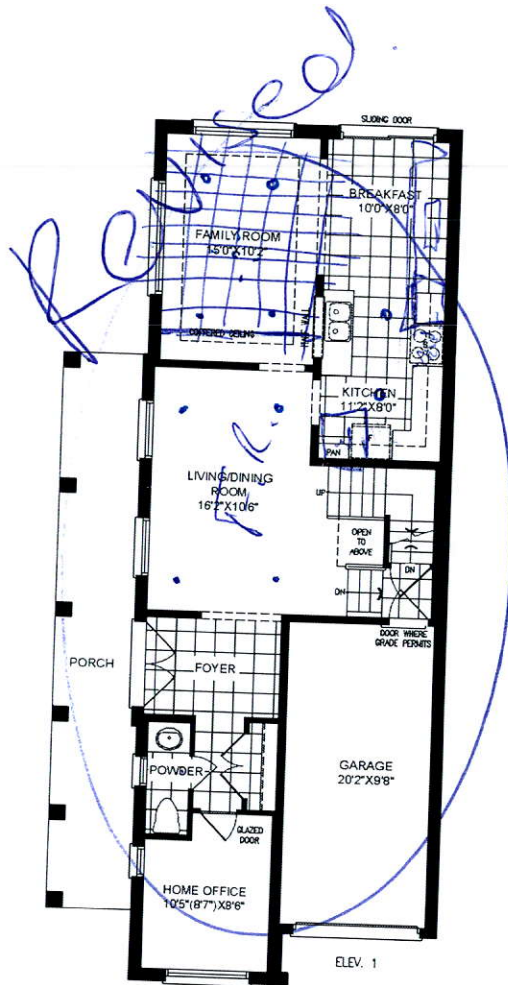 Revised.
SLIDING DOOR
BREAKFAST
10'0"X8'0"
FAMILY ROOM
15'0"X10'2"
COFFERED CEILING
HALF WALL
KITCHEN
11'2"X8'0"
PAN
F
LIVING/DINING
ROOM
16'2"X10'6"
F.R.
UP
OPEN
TO
ABOVE
DN
DN
DOOR WHERE
GRADE PERMITS
PORCH
FOYER
POWDER
GARAGE
20'2"X9'8"
GLAZED
DOOR
HOME OFFICE
10'5"(8'7")X8'6"
ELEV. 1